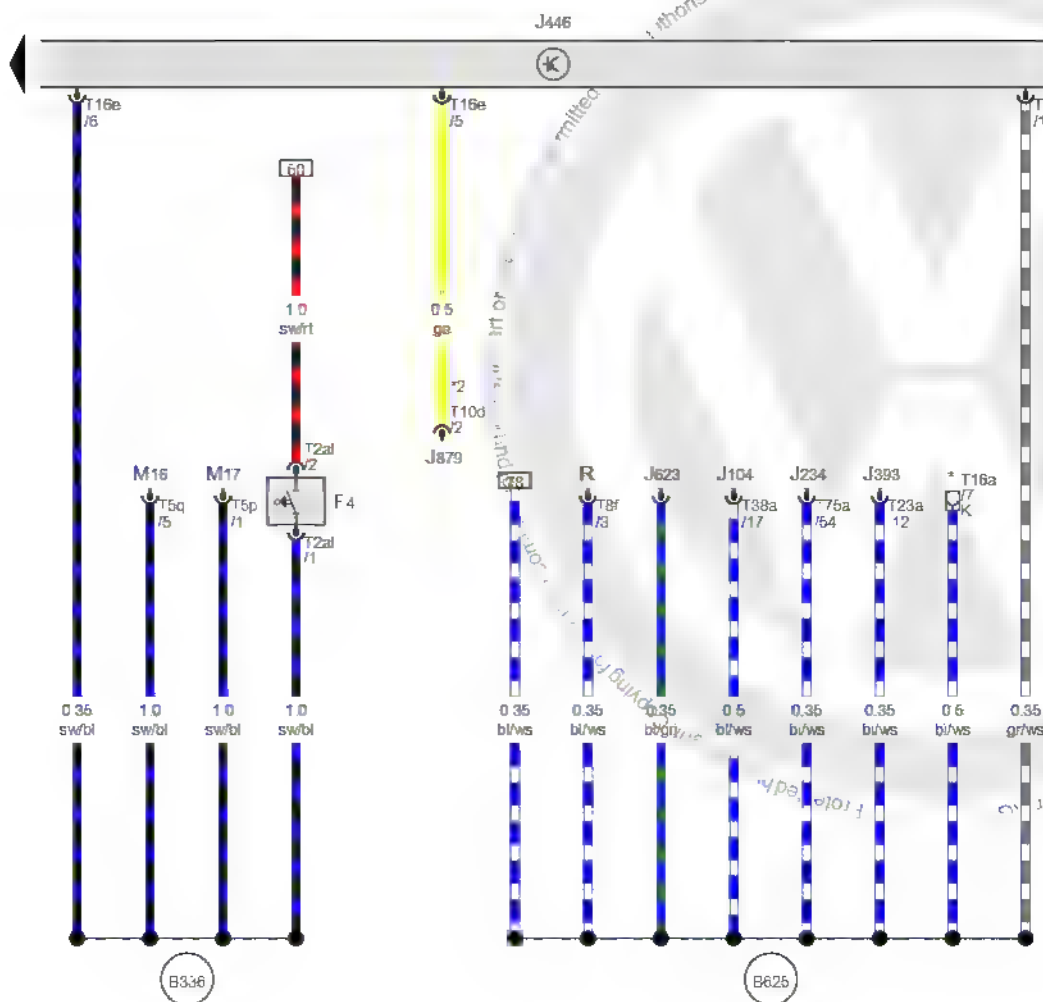 J446
K
T16e
/6
T16e
/5
60
1.0
sw/rt
0.5
ge
*2
T10d
/2
J879
T2al
/2
F4
T2al
/1
M16
T5q
/5
M17
T5p
/1
78
R
T8f
/3
J623
J104
T38a
/17
J234
T75a
/64
J393
T23a
12
*
T16a
/7
K
0.35
sw/bl
1.0
sw/bl
1.0
sw/bl
1.0
sw/bl
0.35
bl/ws
0.35
bl/ws
0.35
bl/gn
0.5
bl/ws
0.35
bl/ws
0.35
bl/ws
0.5
bl/ws
0.35
gr/ws
B336
B625